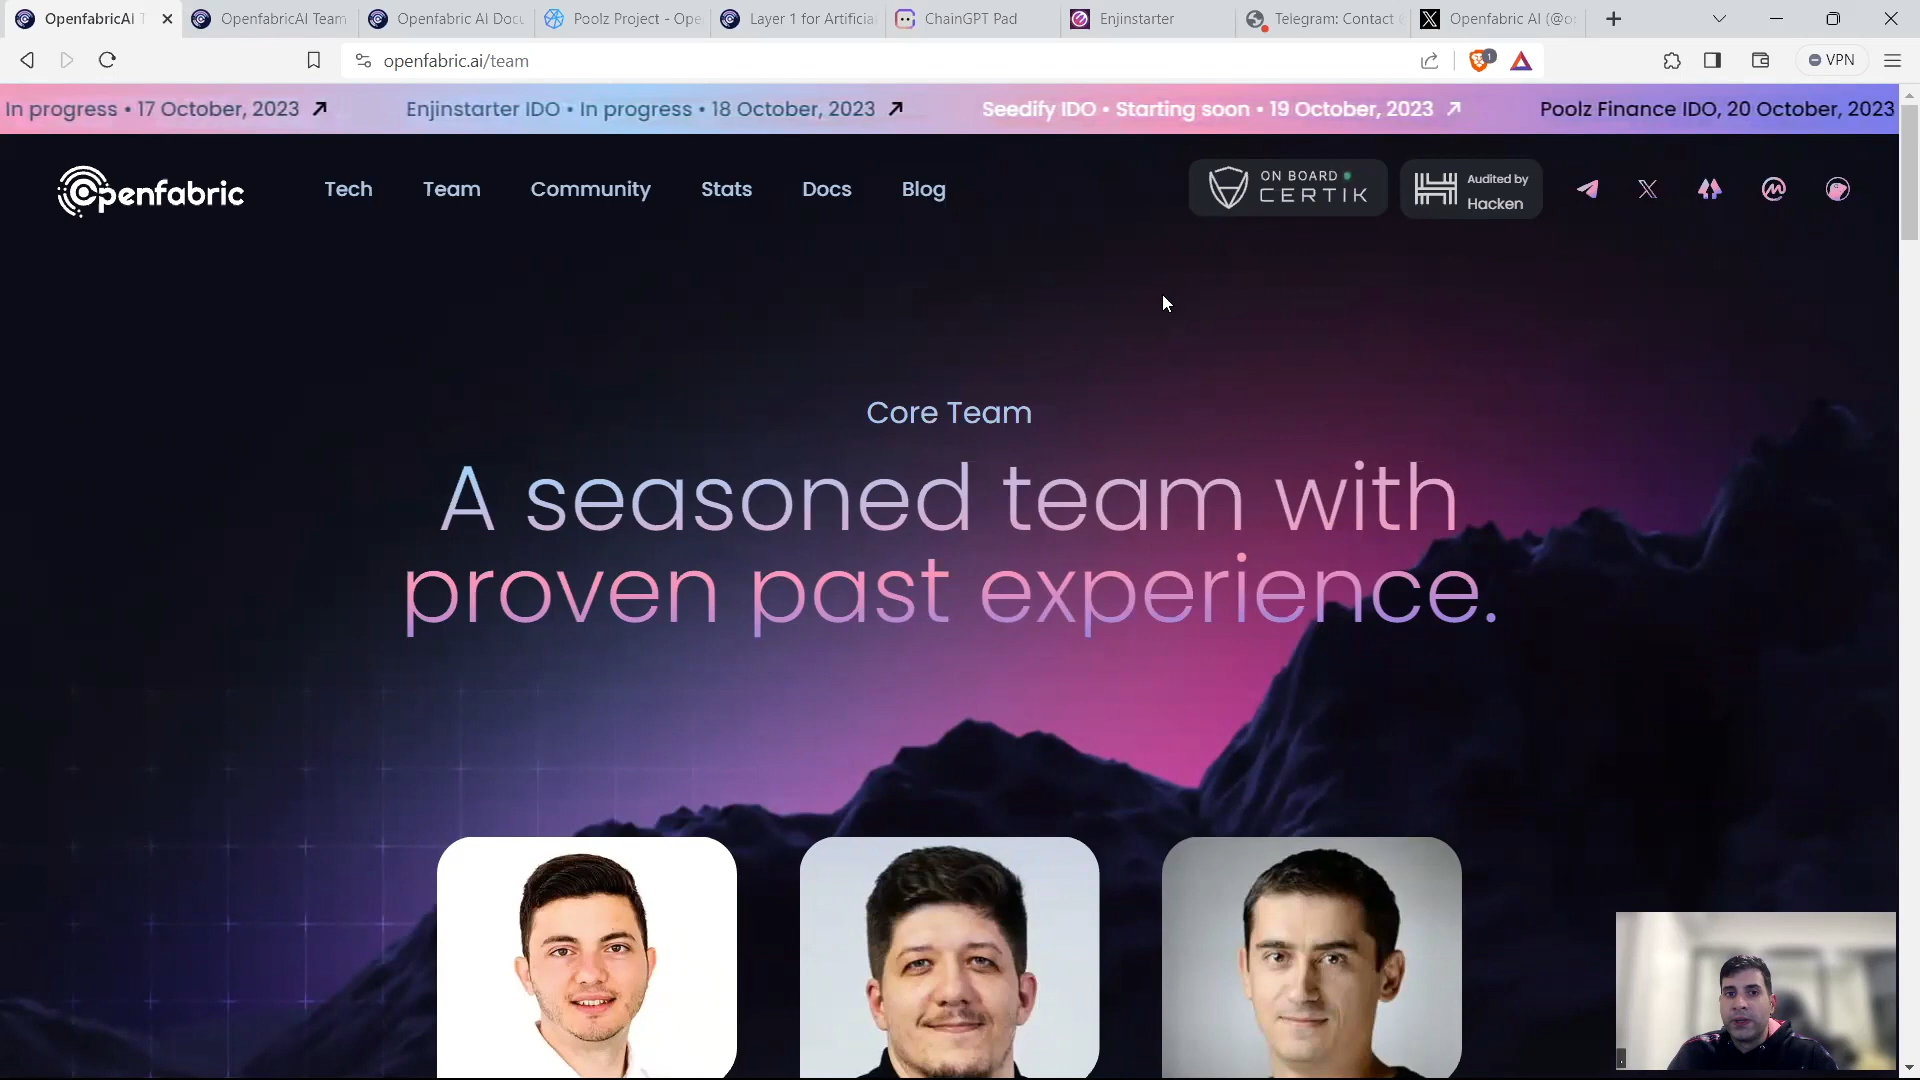 OpenfabricAI T
OpenfabricAI Team
Openfabric AI Docu
Poolz Project - Ope
Layer 1 for Artificia
ChainGPT Pad
Enjinstarter
Telegram: Contact
Openfabric AI (@o
openfabric.ai/team
1
VPN
In progress • 17 October, 2023
Enjinstarter IDO • In progress • 18 October, 2023
Seedify IDO • Starting soon • 19 October, 2023
Poolz Finance IDO, 20 October, 2023
Openfabric
Tech
Team
Community
Stats
Docs
Blog
ON BOARD
CERTIK
Audited by
Hacken
Core Team
A seasoned team with
proven past experience.